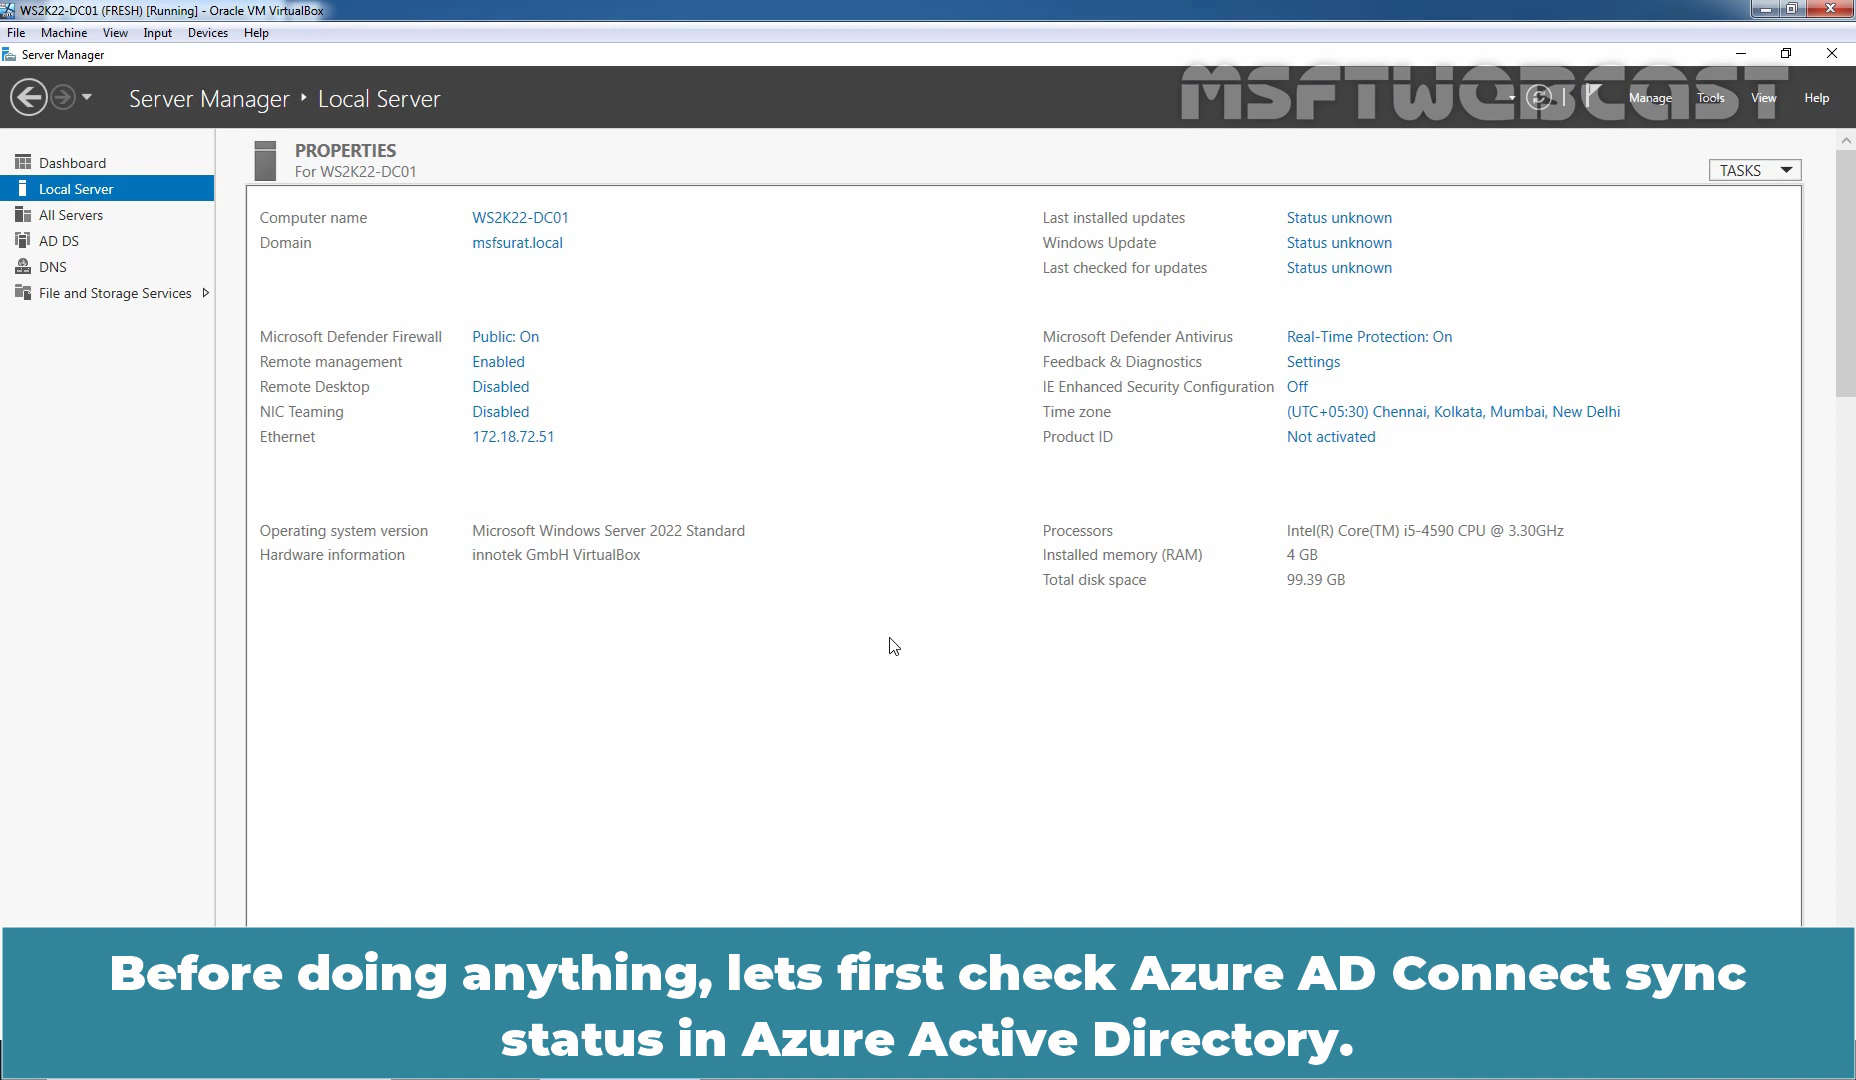 WS2K22-DC01 (FRESH) [Running] - Oracle VM VirtualBox
File Machine View Input Devices Help
Server Manager
Server Manager Local Server
MSFTWEBCAST
Manage Tools View Help
Dashboard
Local Server
All Servers
AD DS
DNS
File and Storage Services
PROPERTIES
For WS2K22-DC01
TASKS
Computer name WS2K22-DC01
Domain msfsurat.local
Last installed updates Status unknown
Windows Update Status unknown
Last checked for updates Status unknown
Microsoft Defender Firewall Public: On
Remote management Enabled
Remote Desktop Disabled
NIC Teaming Disabled
Ethernet 172.18.72.51
Microsoft Defender Antivirus Real-Time Protection: On
Feedback & Diagnostics Settings
IE Enhanced Security Configuration Off
Time zone (UTC+05:30) Chennai, Kolkata, Mumbai, New Delhi
Product ID Not activated
Operating system version Microsoft Windows Server 2022 Standard
Hardware information innotek GmbH VirtualBox
Processors Intel(R) Core(TM) i5-4590 CPU @ 3.30GHz
Installed memory (RAM) 4 GB
Total disk space 99.39 GB
Before doing anything, lets first check Azure AD Connect sync
status in Azure Active Directory.